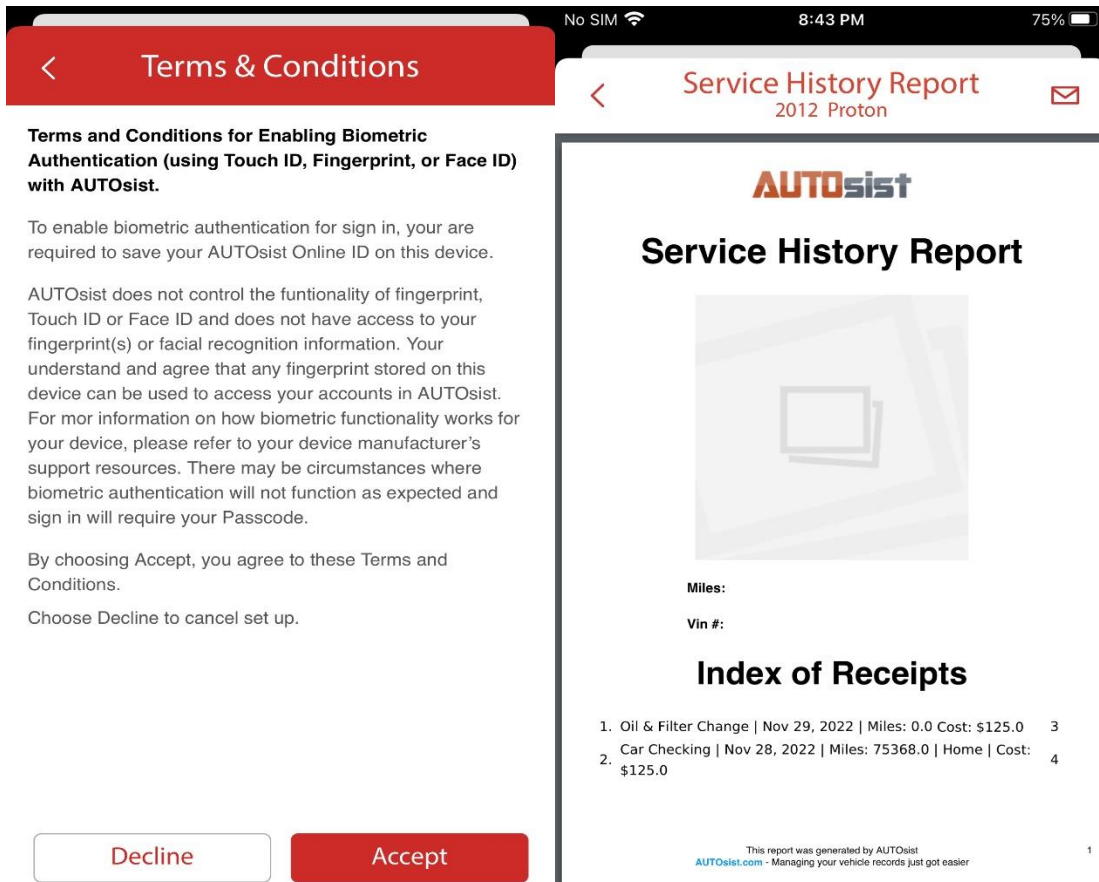 Terms & Conditions
Terms and Conditions for Enabling Biometric
Authentication (using Touch ID, Fingerprint, or Face ID)
with AUTOsist.
To enable biometric authentication for sign in, your are
required to save your AUTOsist Online ID on this device.
AUTOsist does not control the funtionality of fingerprint,
Touch ID or Face ID and does not have access to your
fingerprint(s) or facial recognition information. Your
understand and agree that any fingerprint stored on this
device can be used to access your accounts in AUTOsist.
For mor information on how biometric functionality works for
your device, please refer to your device manufacturer's
support resources. There may be circumstances where
biometric authentication will not function as expected and
sign in will require your Passcode.
By choosing Accept, you agree to these Terms and
Conditions.
Choose Decline to cancel set up.
Decline
Accept
No SIM
8:43 PM
75%
Service History Report
2012 Proton
AUTOsist
Service History Report
Miles:
Vin #:
Index of Receipts
1. Oil & Filter Change | Nov 29, 2022 | Miles: 0.0 Cost: $125.0 3
2. Car Checking | Nov 28, 2022 | Miles: 75368.0 | Home | Cost:
$125.0 4
This report was generated by AUTOsist
AUTOsist.com - Managing your vehicle records just got easier
1